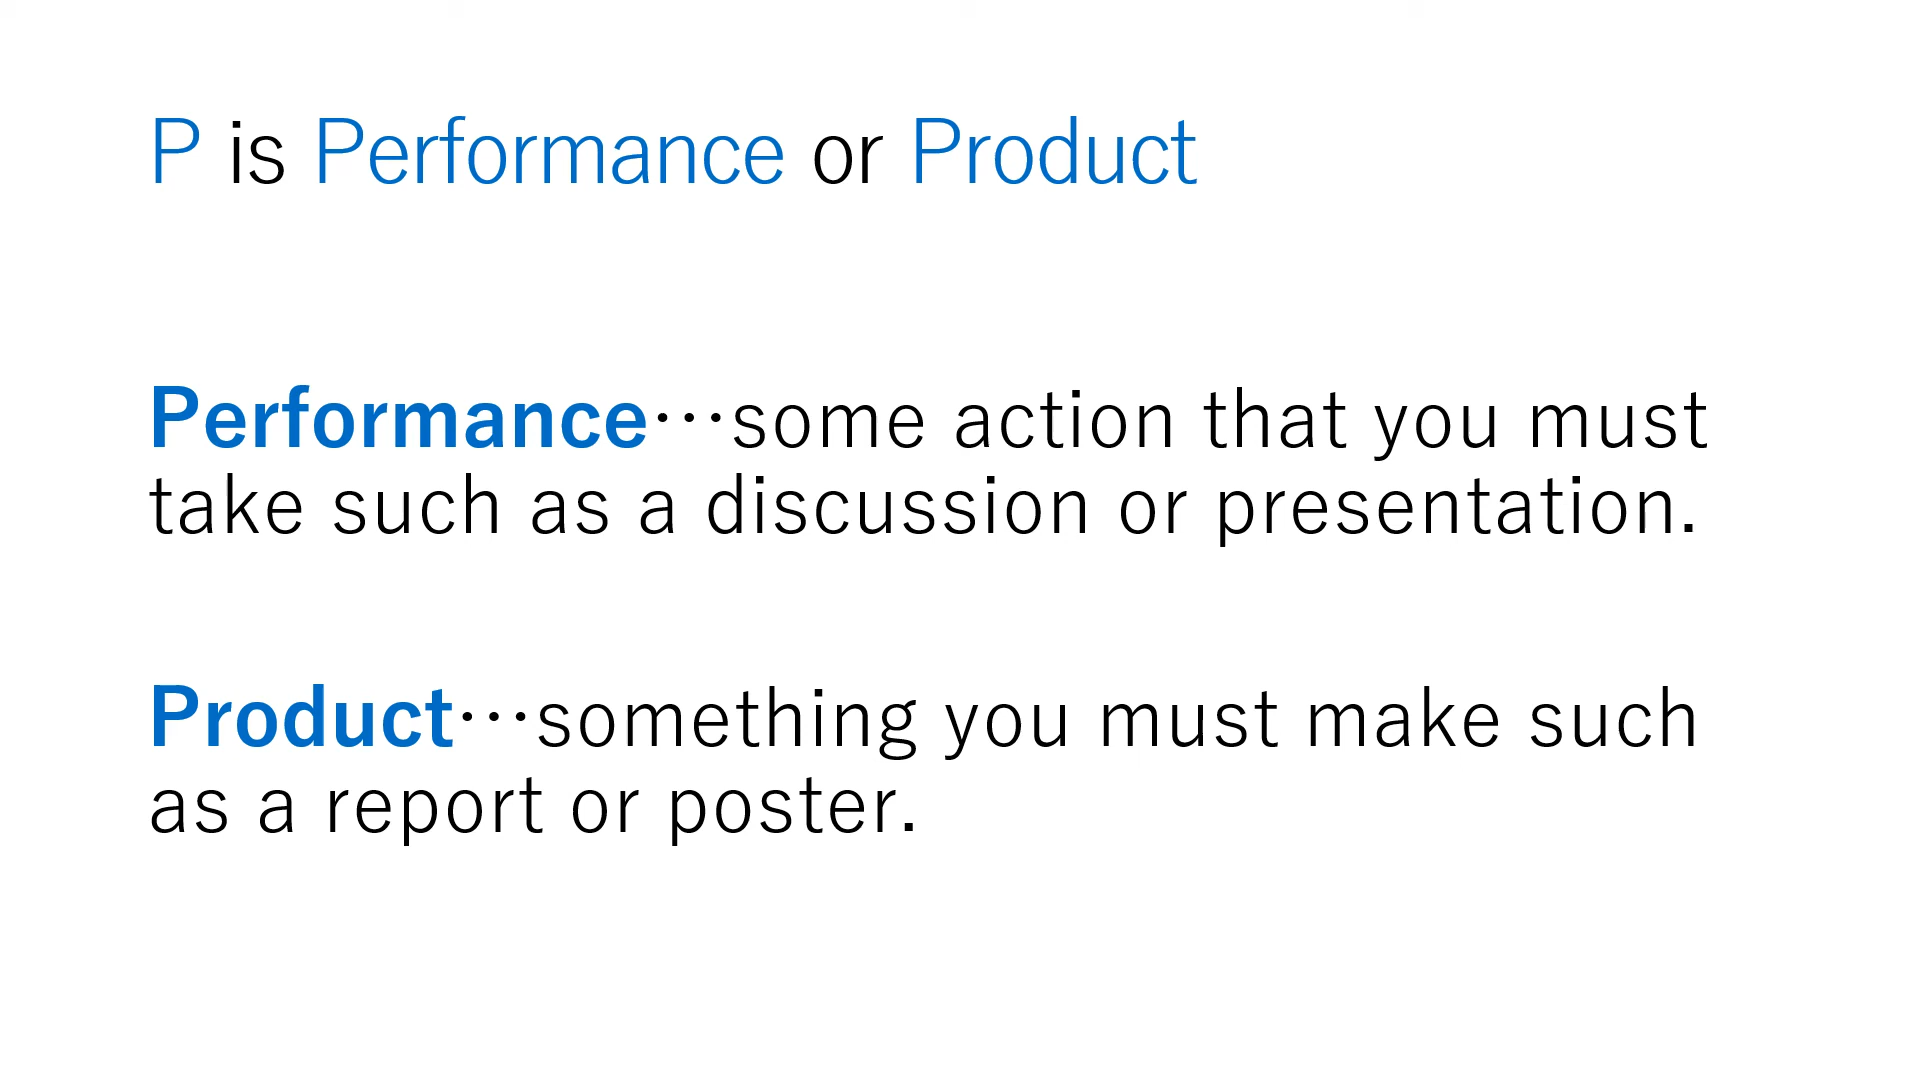 P is Performance or Product
Performance⋯some action that you must
take such as a discussion or presentation.
Product⋯something you must make such
as a report or poster.